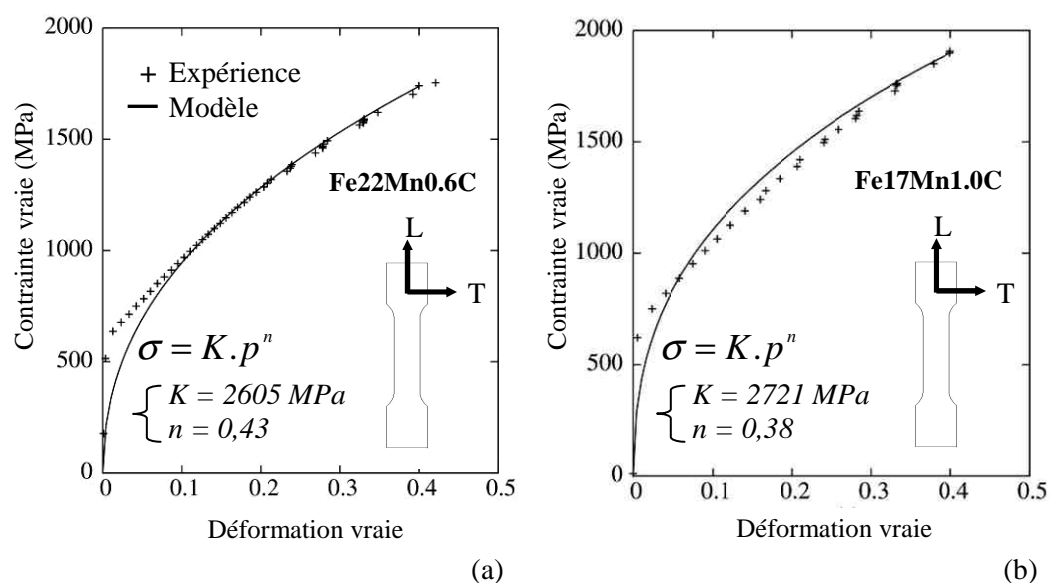 2000
1500
1000
500
0
0
0.1
0.2
0.3
0.4
0.5
Contrainte vraie (MPa)
Déformation vraie
+ Expérience
— Modèle
Fe22Mn0.6C
L
T
σ = K.pⁿ
K = 2605 MPa
n = 0,43
(a)
2000
1500
1000
500
0
0
0.1
0.2
0.3
0.4
0.5
Contrainte vraie (MPa)
Déformation vraie
Fe17Mn1.0C
L
T
σ = K.pⁿ
K = 2721 MPa
n = 0,38
(b)